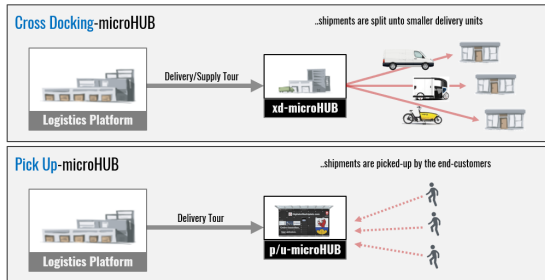 Cross Docking-microHUB
..shipments are split unto smaller delivery units
Delivery/Supply Tour
Logistics Platform
xd-microHUB
Pick Up-microHUB
..shipments are picked-up by the end-customers
Delivery Tour
Logistics Platform
p/u-microHUB